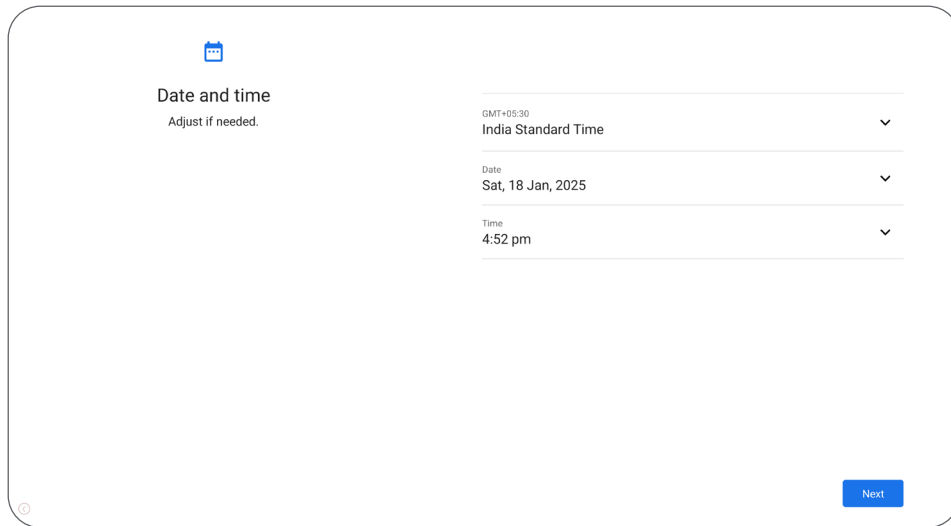 Date and time
Adjust if needed.
GMT+05:30
India Standard Time
Date
Sat, 18 Jan, 2025
Time
4:52 pm
Next